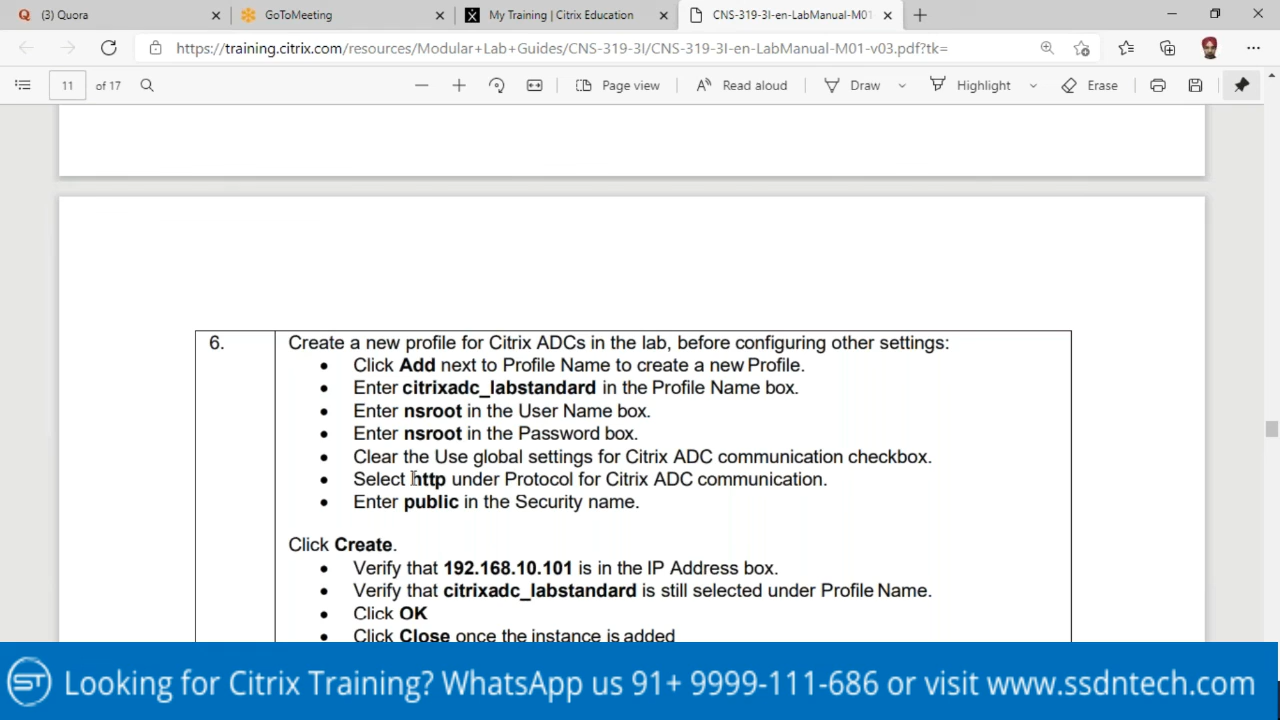 (3) Quora
GoToMeeting
My Training | Citrix Education
CNS-319-3I-en-LabManual-M01
https://training.citrix.com/resources/Modular+Lab+Guides/CNS-319-3I/CNS-319-3I-en-LabManual-M01-v03.pdf?tk=
11 of 17
Page view
Read aloud
Draw
Highlight
Erase
6. Create a new profile for Citrix ADCs in the lab, before configuring other settings:
• Click Add next to Profile Name to create a new Profile.
• Enter citrixadc_labstandard in the Profile Name box.
• Enter nsroot in the User Name box.
• Enter nsroot in the Password box.
• Clear the Use global settings for Citrix ADC communication checkbox.
• Select http under Protocol for Citrix ADC communication.
• Enter public in the Security name.
Click Create.
• Verify that 192.168.10.101 is in the IP Address box.
• Verify that citrixadc_labstandard is still selected under Profile Name.
• Click OK
• Click Close once the instance is added
ST Looking for Citrix Training? WhatsApp us 91+ 9999-111-686 or visit www.ssdntech.com